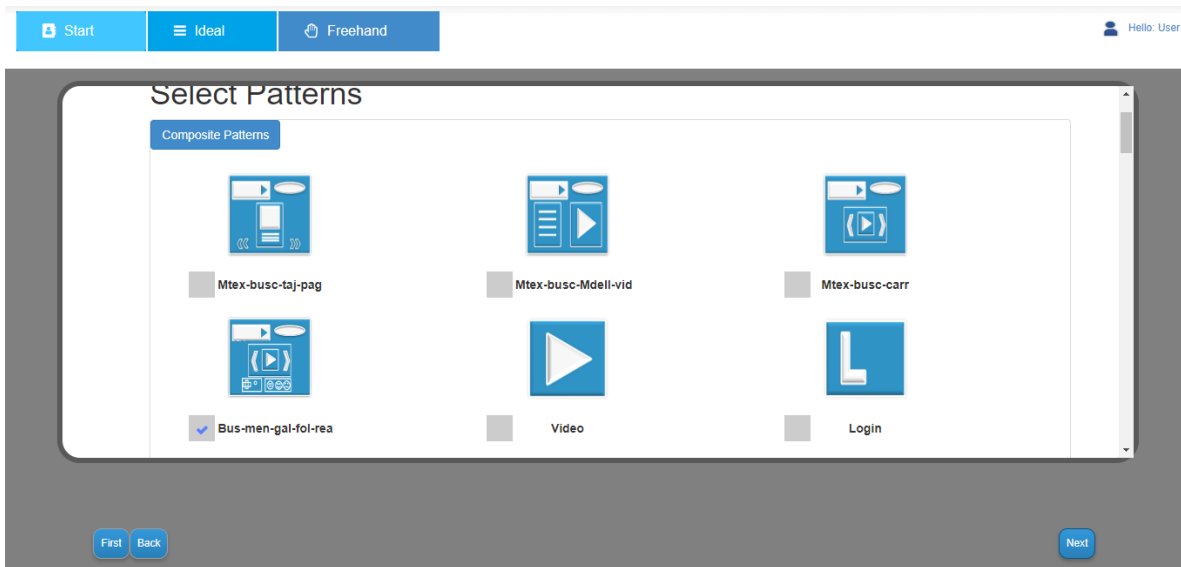 Start Ideal Freehand Hello: User
Select Patterns
Composite Patterns
Mtex-busc-taj-pag Mtex-busc-Mdell-vid Mtex-busc-carr
L
Bus-men-gal-fol-rea Video Login
First Back Next